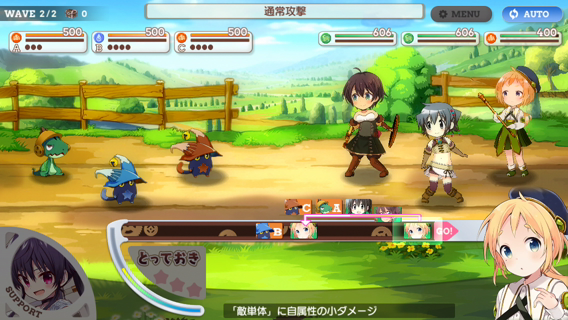 WAVE 2/2 0
通常攻撃
MENU
AUTO
500 500 500
606 606 400
A B C
C A
B
GO!
とっておき
SUPPORT
「敵単体」に自属性の小ダメージ